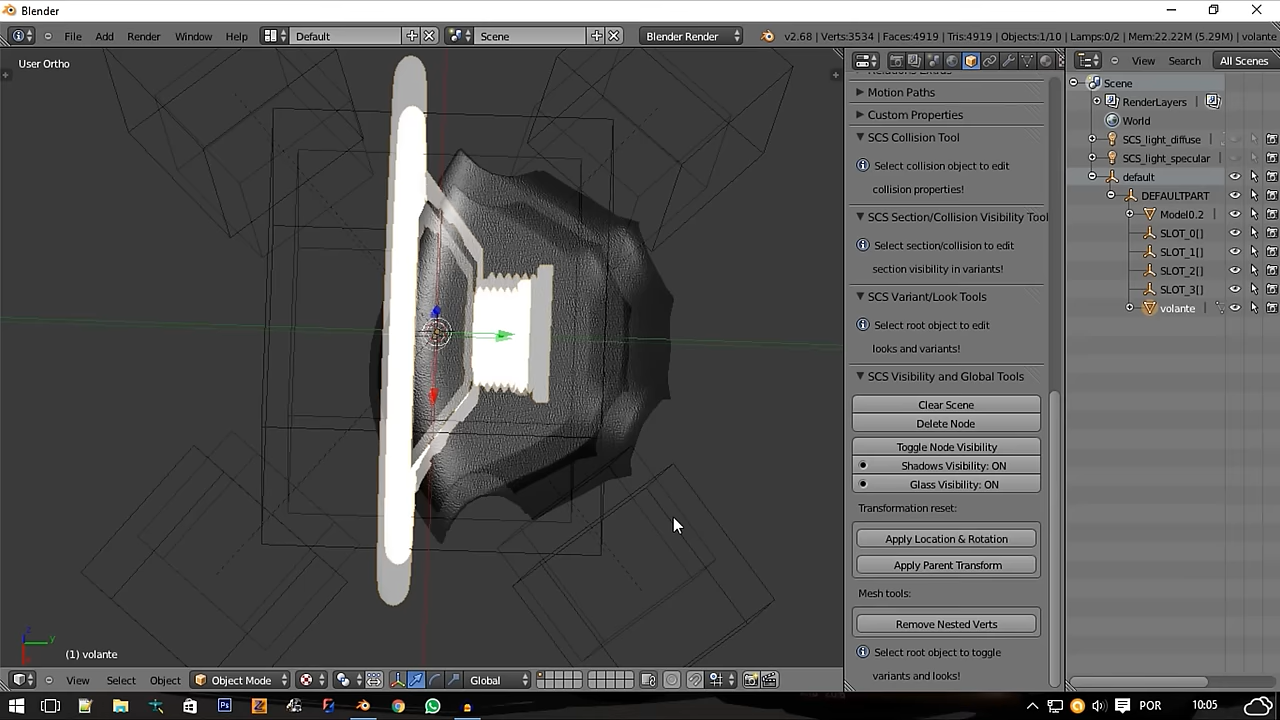 Blender
File Add Render Window Help Default Scene Blender Render v2.68 | Verts:3534 | Faces:4919 | Tris:4919 | Objects:1/10 | Lamps:0/2 | Mem:22.22M (5.29M) | volante
User Ortho
View Search All Scenes
Motion Paths
Custom Properties
SCS Collision Tool
Select collision object to edit
collision properties!
SCS Section/Collision Visibility Tool
Select section/collision to edit
section visibility in variants!
SCS Variant/Look Tools
Select root object to edit
looks and variants!
SCS Visibility and Global Tools
Clear Scene
Delete Node
Toggle Node Visibility
Shadows Visibility: ON
Glass Visibility: ON
Transformation reset:
Apply Location & Rotation
Apply Parent Transform
Mesh tools:
Remove Nested Verts
Select root object to toggle
variants and looks!
Scene
RenderLayers |
World
SCS_light_diffuse
SCS_light_specular
default
DEFAULTPART
Model0.2
SLOT_0[]
SLOT_1[]
SLOT_2[]
SLOT_3[]
volante
z
y
(1) volante
View Select Object Object Mode Global
POR 10:05